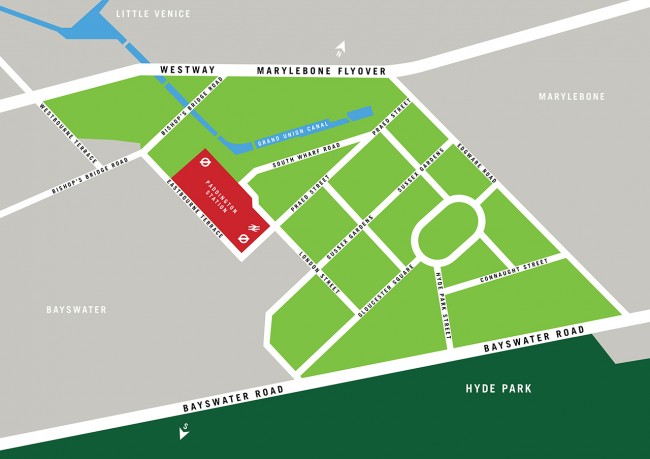 LITTLE VENICE
N
WESTWAY
MARYLEBONE FLYOVER
MARYLEBONE
WESTBOURNE TERRACE
BISHOP'S BRIDGE ROAD
GRAND UNION CANAL
PRAED STREET
BISHOP'S BRIDGE ROAD
SOUTH WHARF ROAD
EDGWARE ROAD
SUSSEX GARDENS
PADDINGTON
STATION
EASTBOURNE TERRACE
PRAED STREET
SUSSEX GARDENS
LONDON STREET
GLOUCESTER SQUARE
HYDE PARK STREET
CONNAUGHT STREET
BAYSWATER
BAYSWATER ROAD
BAYSWATER ROAD
HYDE PARK
S